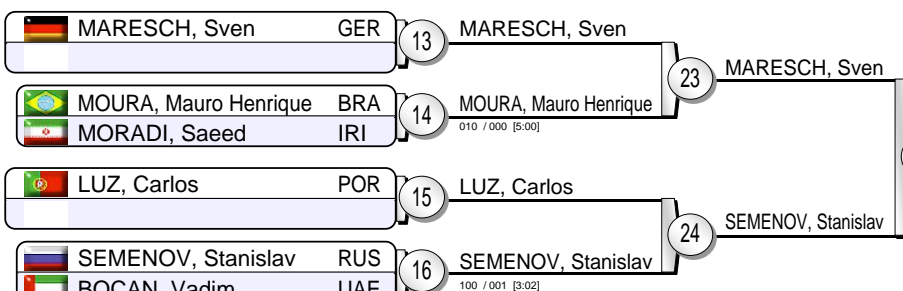 MARESCH, Sven GER 13 MARESCH, Sven
23 MARESCH, Sven
MOURA, Mauro Henrique BRA 14 MOURA, Mauro Henrique
010 / 000 [5:00]
MORADI, Saeed IRI
LUZ, Carlos POR 15 LUZ, Carlos
24 SEMENOV, Stanislav
SEMENOV, Stanislav RUS 16 SEMENOV, Stanislav
100 / 001 [3:02]
BOCAN, Vadim UAE